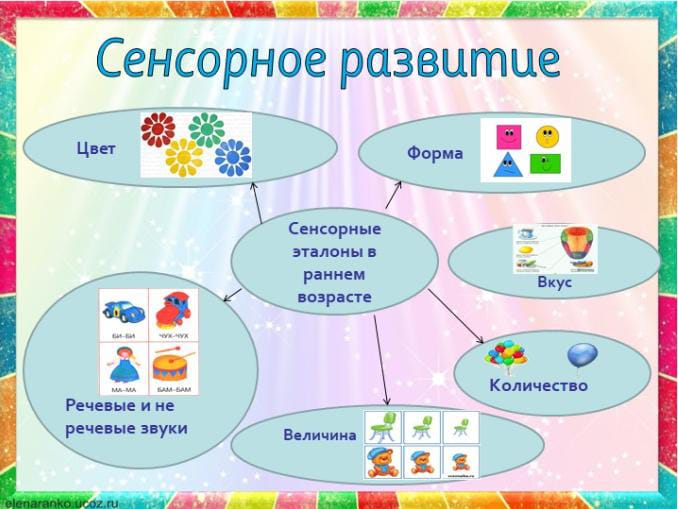 Сенсорное развитие
Цвет
Форма
Сенсорные
эталоны в
раннем
возрасте
Вкус
БИ–БИ
ЧУХ–ЧУХ
МА–МА
БАМ–БАМ
Речевые и не
речевые звуки
Количество
Величина
elenaranko.ucoz.ru